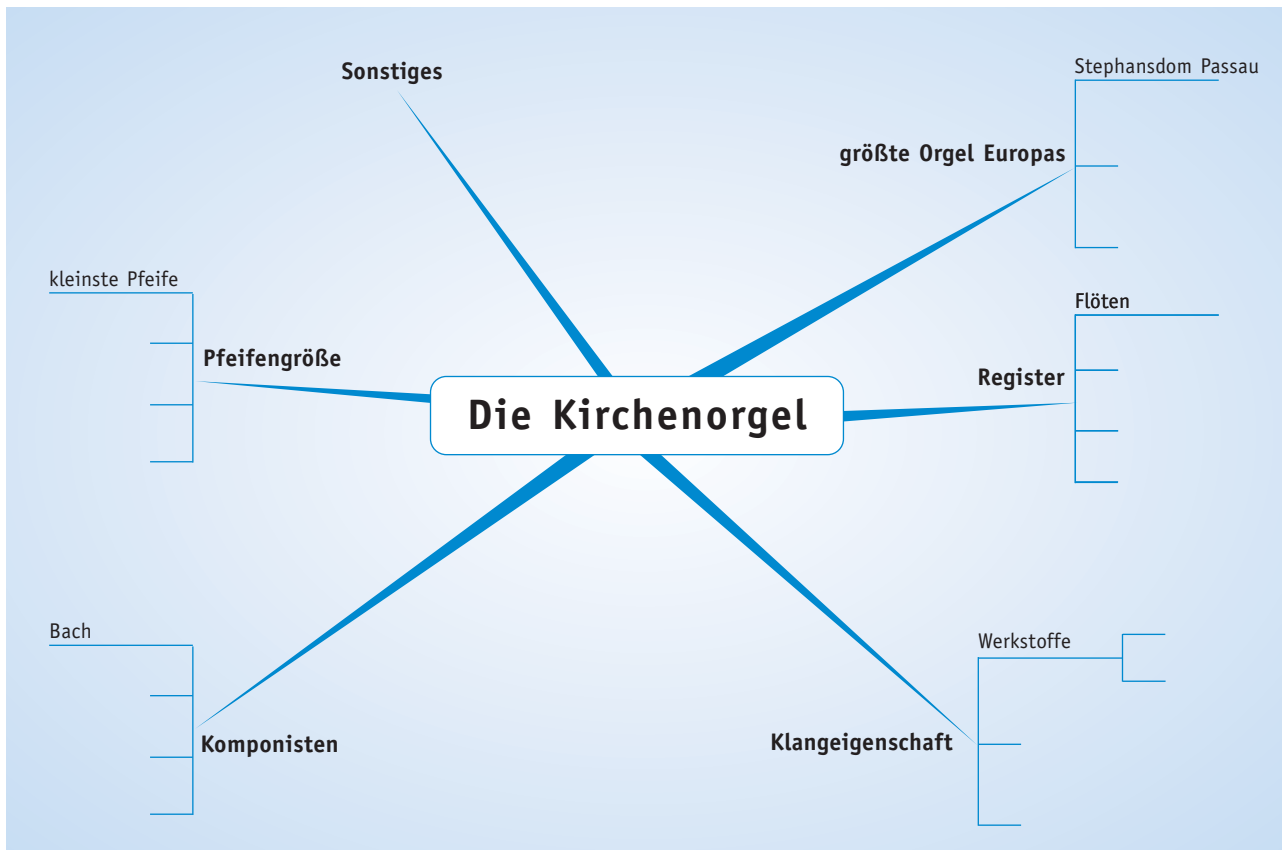 Sonstiges
Stephansdom Passau
größte Orgel Europas
kleinste Pfeife
Flöten
Pfeifengröße
Register
Die Kirchenorgel
Bach
Werkstoffe
Komponisten
Klangeigenschaft